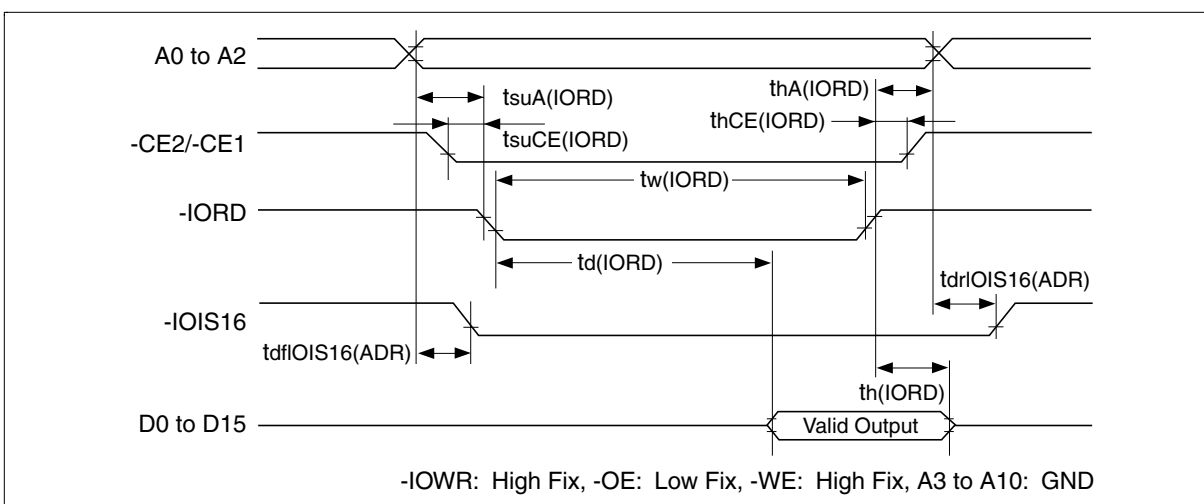 A0 to A2
tsuA(IORD)
thA(IORD)
-CE2/-CE1
tsuCE(IORD)
thCE(IORD)
tw(IORD)
-IORD
td(IORD)
tdrIOIS16(ADR)
-IOIS16
tdfIOIS16(ADR)
th(IORD)
D0 to D15
Valid Output
-IOWR: High Fix, -OE: Low Fix, -WE: High Fix, A3 to A10: GND